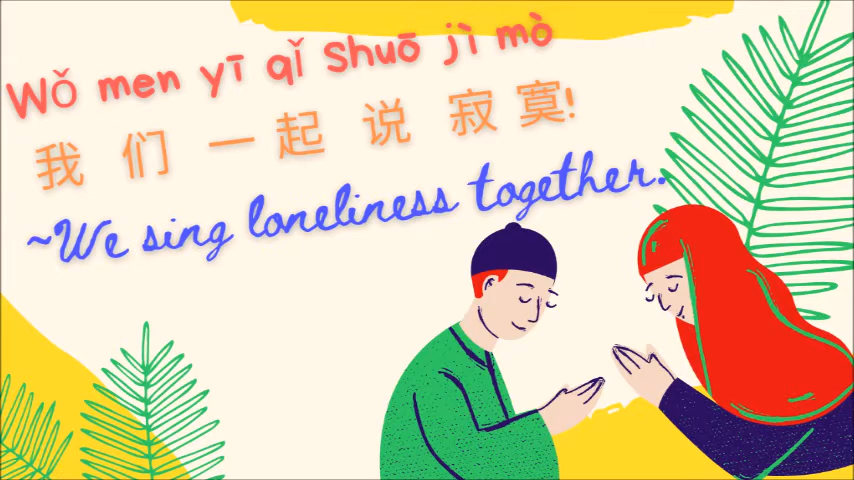 Wǒ men yī qǐ Shuō jì mò
我 们 一 起 说 寂 寞!
~We sing loneliness together.